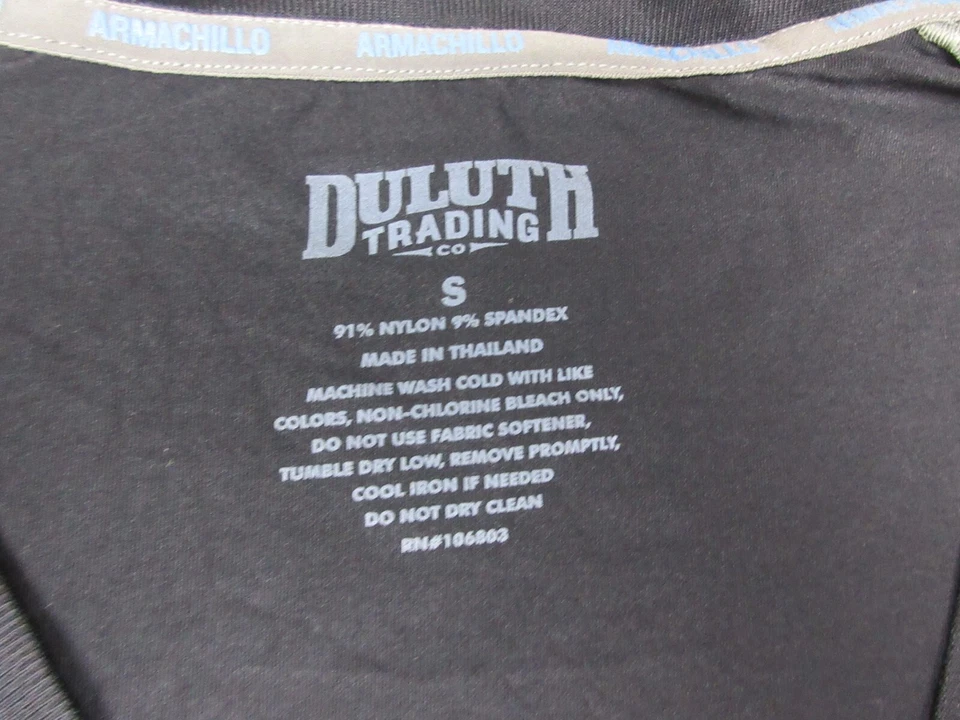 ARMACHILLO ARMACHILLO ARMACHILLO
DULUTH
TRADING
CO
S
91% NYLON 9% SPANDEX
MADE IN THAILAND
MACHINE WASH COLD WITH LIKE
COLORS, NON-CHLORINE BLEACH ONLY,
DO NOT USE FABRIC SOFTENER,
TUMBLE DRY LOW, REMOVE PROMPTLY,
COOL IRON IF NEEDED
DO NOT DRY CLEAN
RN#106803